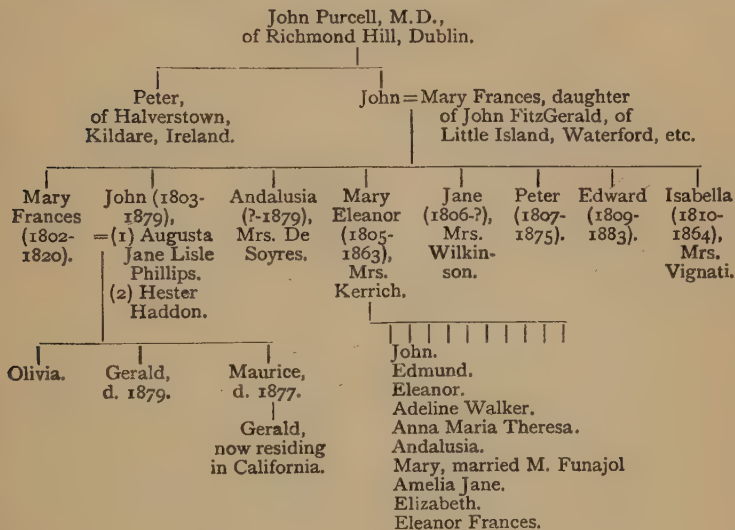 John Purcell, M.D.,
of Richmond Hill, Dublin.
Peter,
of Halverstown,
Kildare, Ireland.
John=Mary Frances, daughter
of John FitzGerald, of
Little Island, Waterford, etc.
Mary
Frances
(1802-
1820).
John (1803-
1879),
=(1) Augusta
Jane Lisle
Phillips.
(2) Hester
Haddon.
Andalusia
(?-1879),
Mrs. De
Soyres.
Mary
Eleanor
(1805-
1863),
Mrs.
Kerrich.
Jane
(1806-?),
Mrs.
Wilkin-
son.
Peter
(1807-
1875).
Edward
(1809-
1883).
Isabella
(1810-
1864),
Mrs.
Vignati.
Olivia.
Gerald,
d. 1879.
Maurice,
d. 1877.
Gerald,
now residing
in California.
John.
Edmund.
Eleanor.
Adeline Walker.
Anna Maria Theresa.
Andalusia.
Mary, married M. Funajol
Amelia Jane.
Elizabeth.
Eleanor Frances.